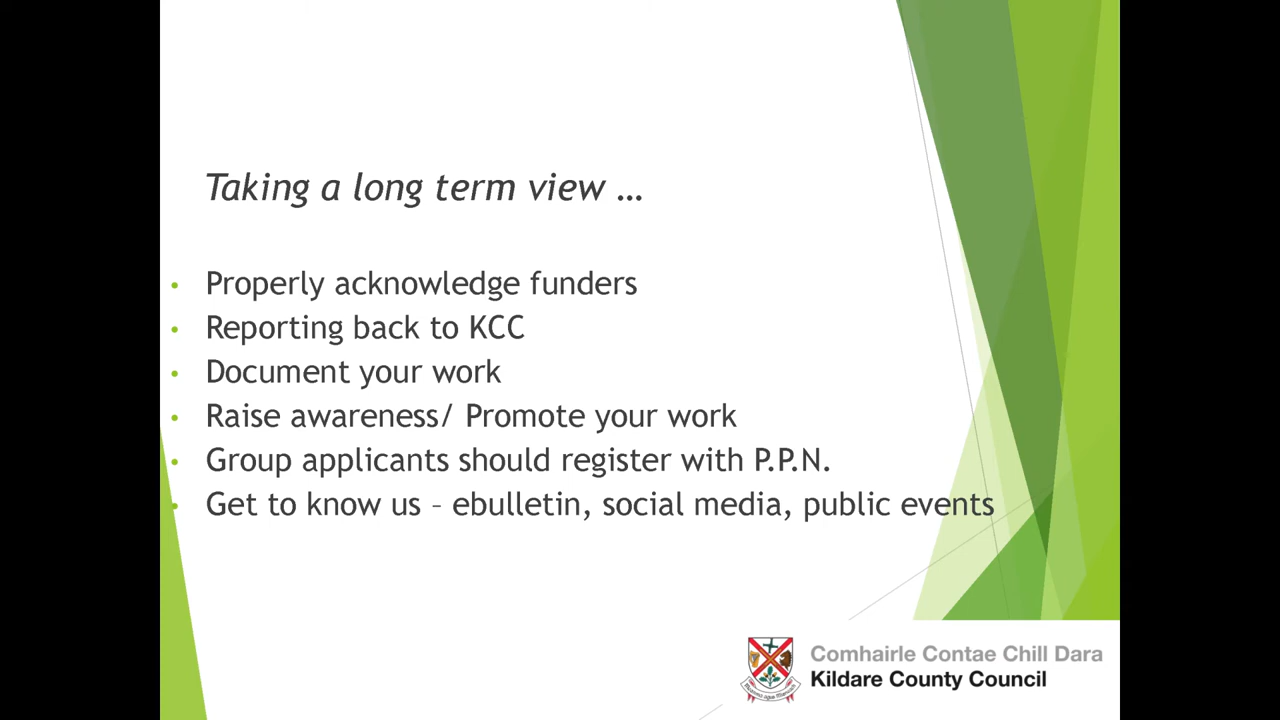 Taking a long term view …
• Properly acknowledge funders
• Reporting back to KCC
• Document your work
• Raise awareness/ Promote your work
• Group applicants should register with P.P.N.
• Get to know us – ebulletin, social media, public events
Comhairle Contae Chill Dara
Kildare County Council